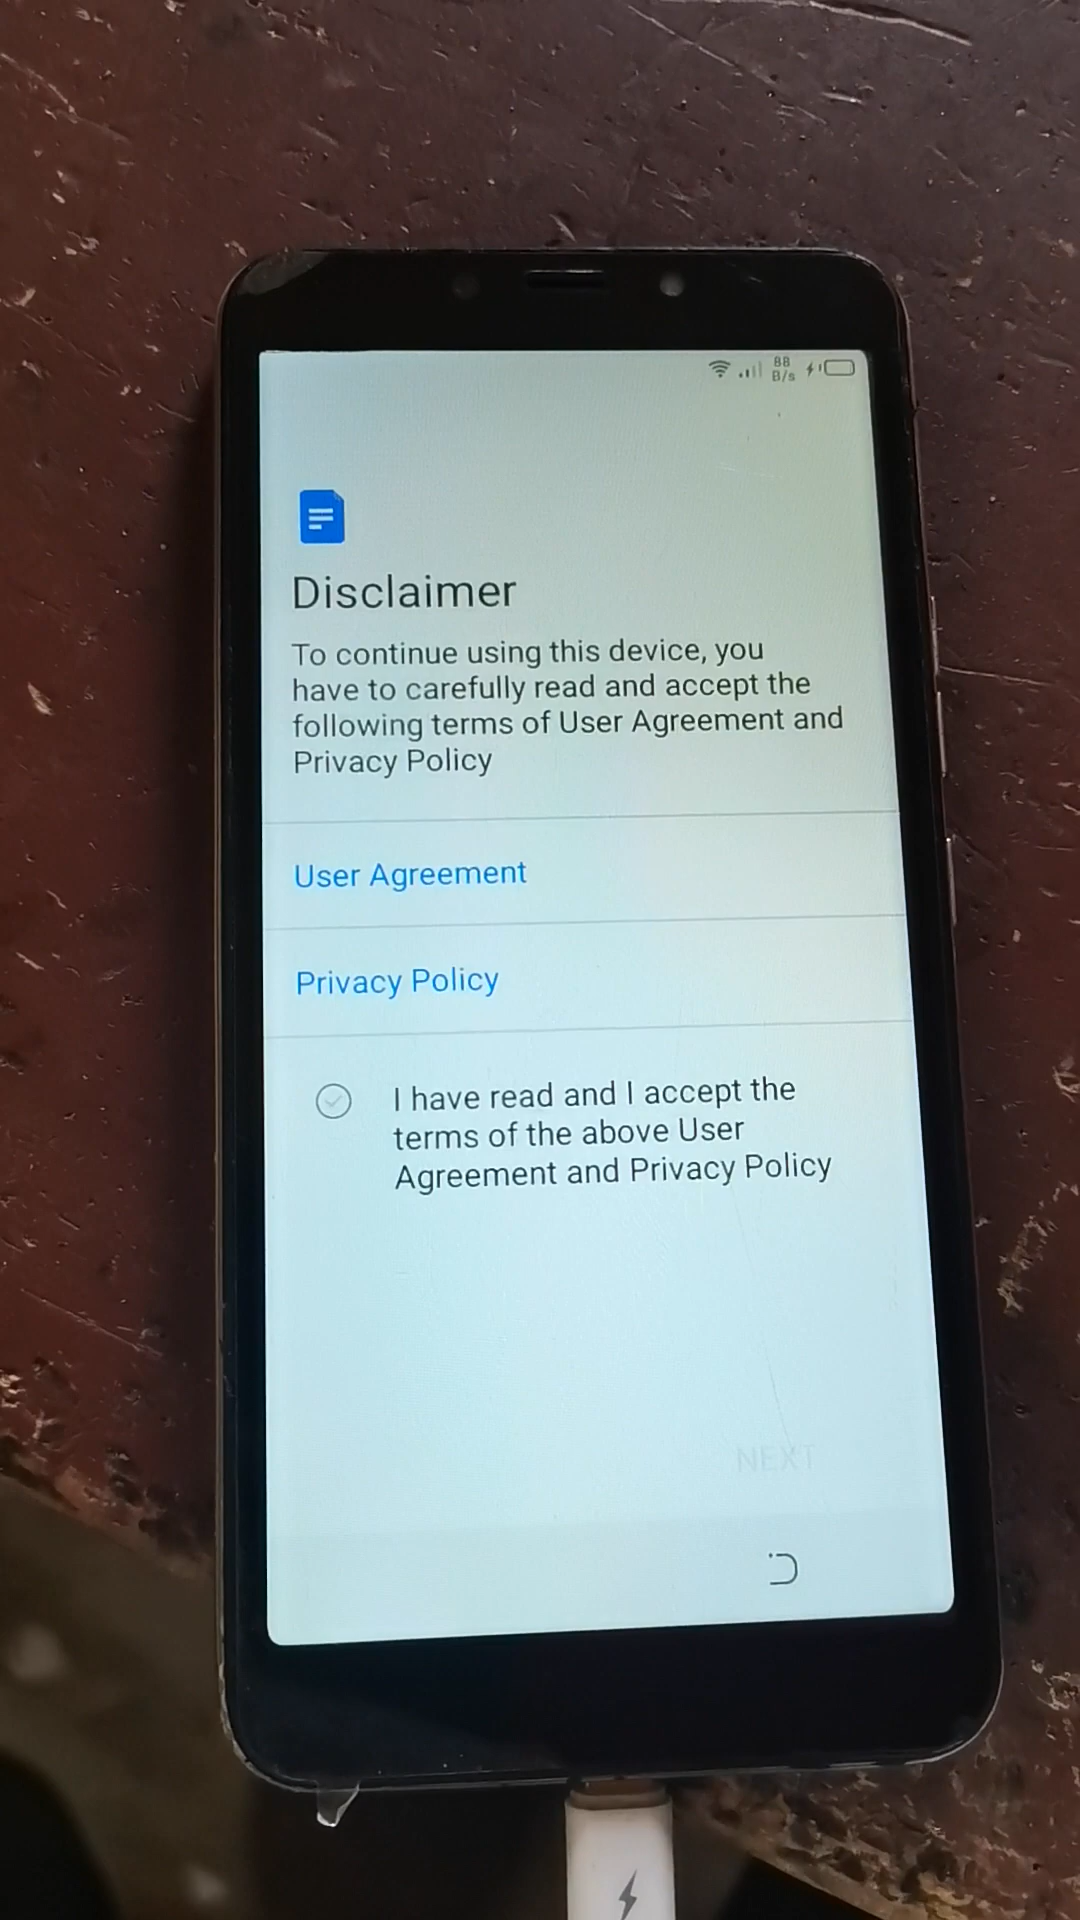 88
B/s
Disclaimer
To continue using this device, you
have to carefully read and accept the
following terms of User Agreement and
Privacy Policy
User Agreement
Privacy Policy
I have read and I accept the
terms of the above User
Agreement and Privacy Policy
NEXT